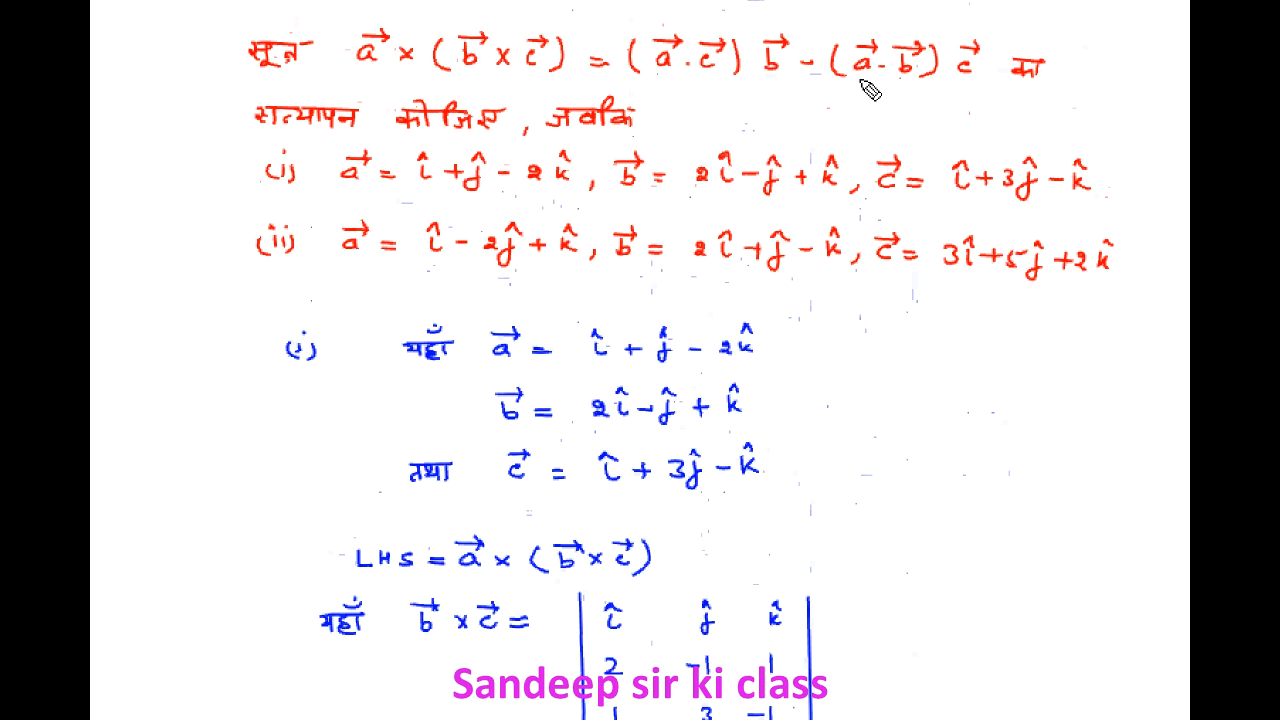 सूत्र a⃗ × (b⃗ × c⃗) = (a⃗ . c⃗) b⃗ - (a⃗ . b⃗) c⃗ का
सत्यापन कीजिए, जबकि
(i) a⃗ = î + ĵ - 2k̂, b⃗ = 2î - ĵ + k̂, c⃗ = î + 3ĵ - k̂
(ii) a⃗ = î - 2ĵ + k̂, b⃗ = 2î + ĵ - k̂, c⃗ = 3î + 5ĵ + 2k̂
(i) यहाँ a⃗ = î + ĵ - 2k̂
b⃗ = 2î - ĵ + k̂
तथा c⃗ = î + 3ĵ - k̂
LHS = a⃗ × (b⃗ × c⃗)
यहाँ b⃗ × c⃗ = | î ĵ k̂ |
2 -1 1
1 3 -1
Sandeep sir ki class